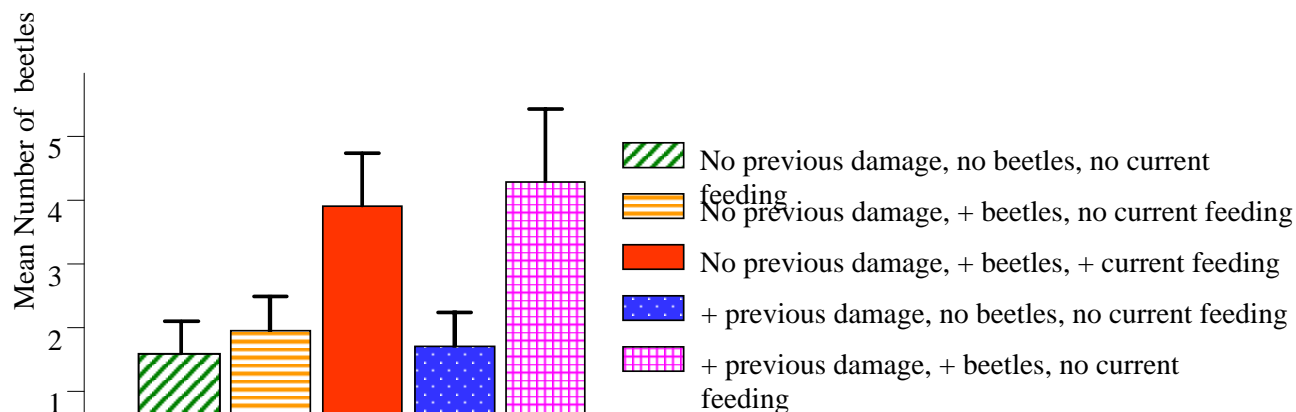 Mean Number of beetles
5
4
3
2
1
No previous damage, no beetles, no current
feeding
No previous damage, + beetles, no current feeding
No previous damage, + beetles, + current feeding
+ previous damage, no beetles, no current feeding
+ previous damage, + beetles, no current
feeding